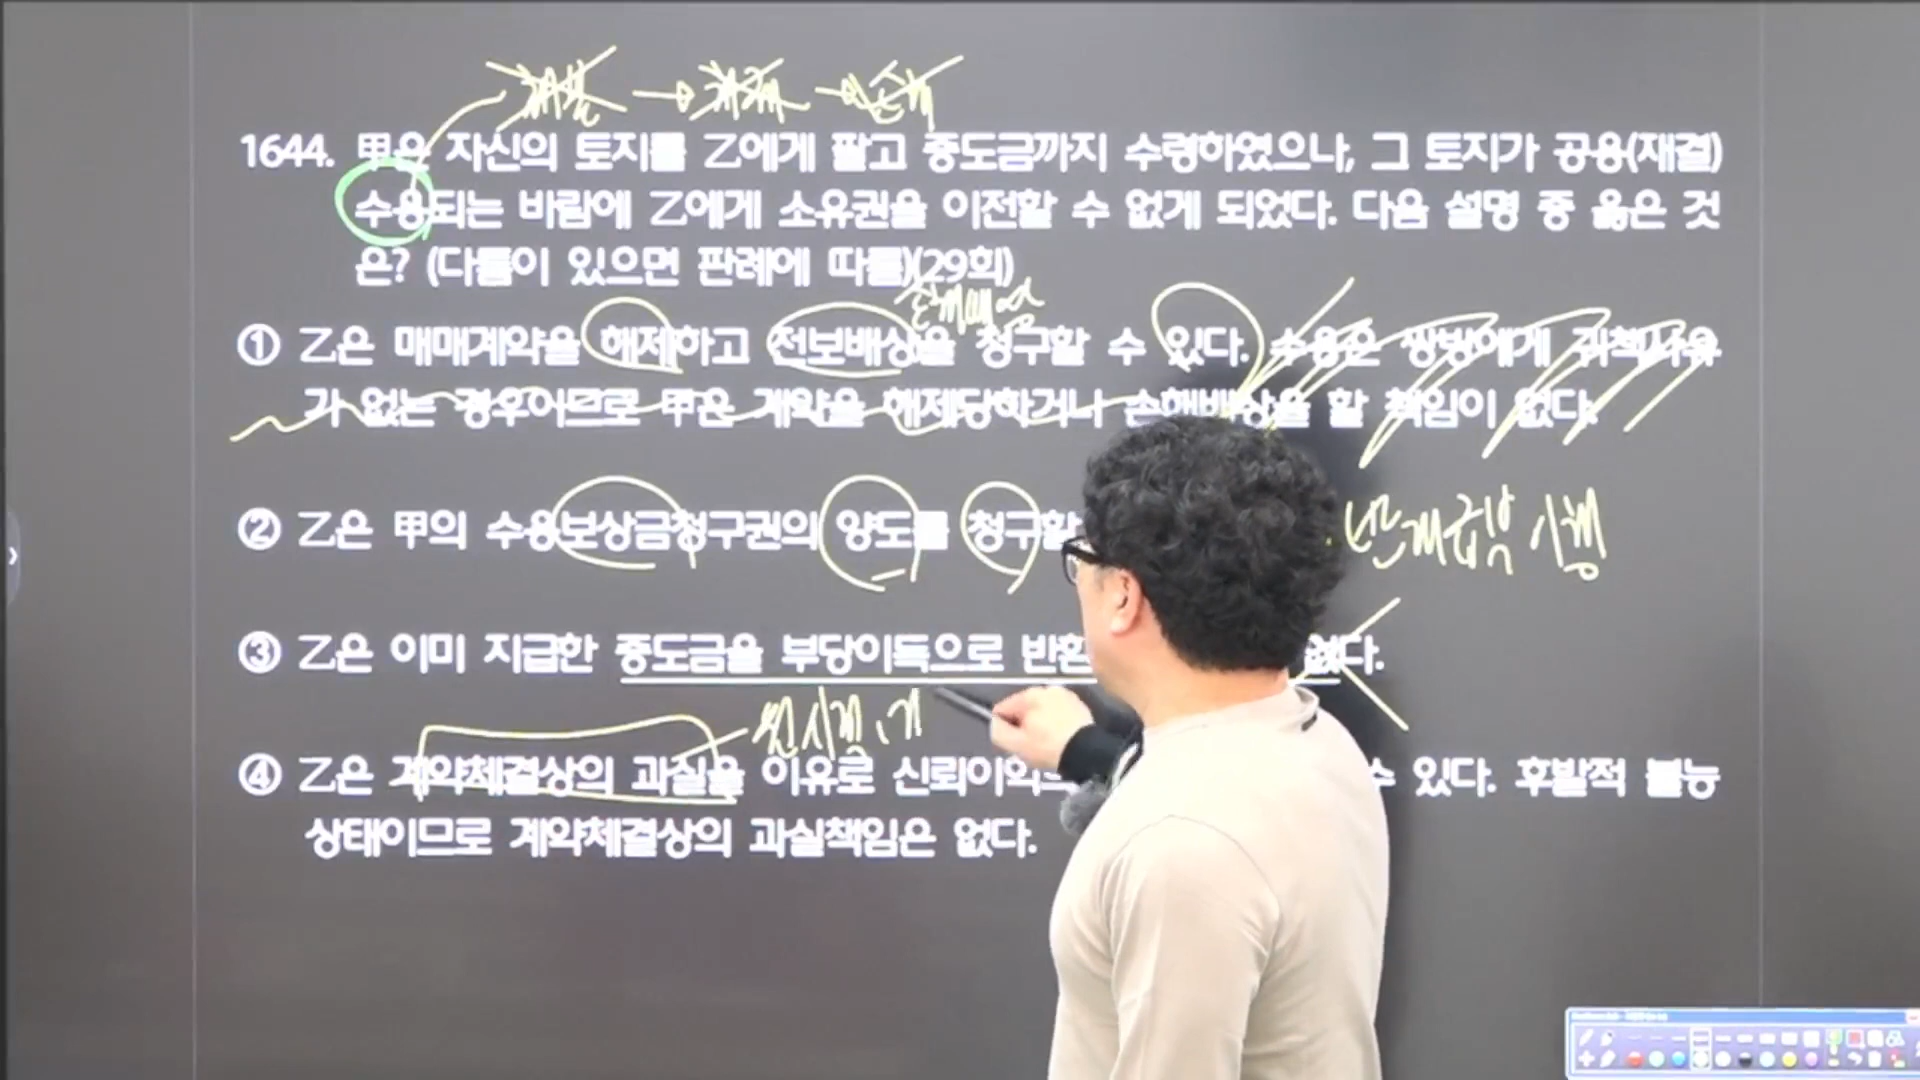 1644. 甲은 자신의 토지를 乙에게 팔고 중도금까지 수령하였으나, 그 토지가 공용(재결)
수용되는 바람에 乙에게 소유권을 이전할 수 없게 되었다. 다음 설명 중 옳은 것
은? (다툼이 있으면 판례에 따름)(29회)
손해배상
① 乙은 매매계약을 해제하고 전보배상을 청구할 수 있다. 수용은 쌍방에게 귀책사유
가 없는 경우이므로 甲은 계약을 해제당하거나 손해배상을 할 책임이 없다.
② 乙은 甲의 수용보상금청구권의 양도를 청구할
③ 乙은 이미 지급한 중도금을 부당이득으로 반환 없다.
④ 乙은 계약체결상의 과실을 이유로 신뢰이익 수 있다. 후발적 불능
상태이므로 계약체결상의 과실책임은 없다.